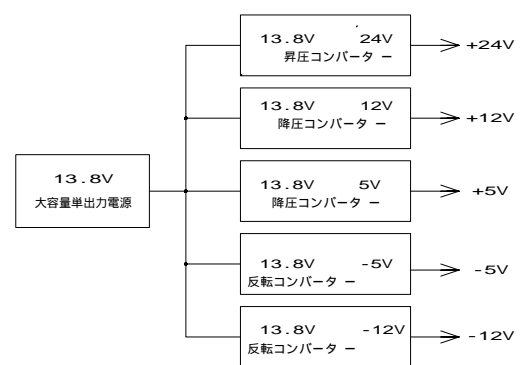 13.8V 24V
昇圧コンバーター
+24V
13.8V 12V
降圧コンバーター
+12V
13.8V
大容量単出力電源
13.8V 5V
降圧コンバーター
+5V
13.8V -5V
反転コンバーター
-5V
13.8V -12V
反転コンバーター
-12V